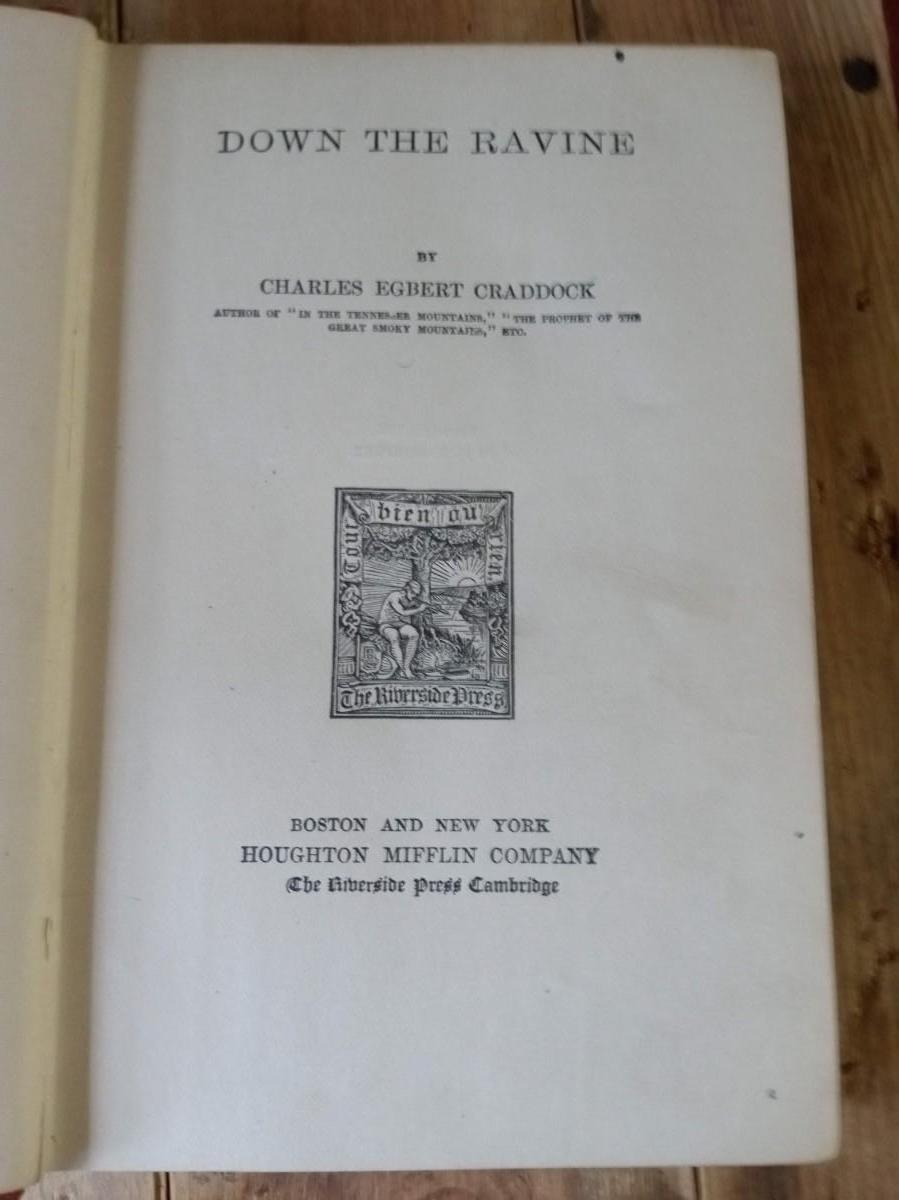 DOWN THE RAVINE
BY
CHARLES EGBERT CRADDOCK
AUTHOR OF "IN THE TENNESSEE MOUNTAINS," "THE PROPHET OF THE
GREAT SMOKY MOUNTAINS," ETC.
Tout bien ou rien.
The Riverside Press
BOSTON AND NEW YORK
HOUGHTON MIFFLIN COMPANY
The Riverside Press Cambridge